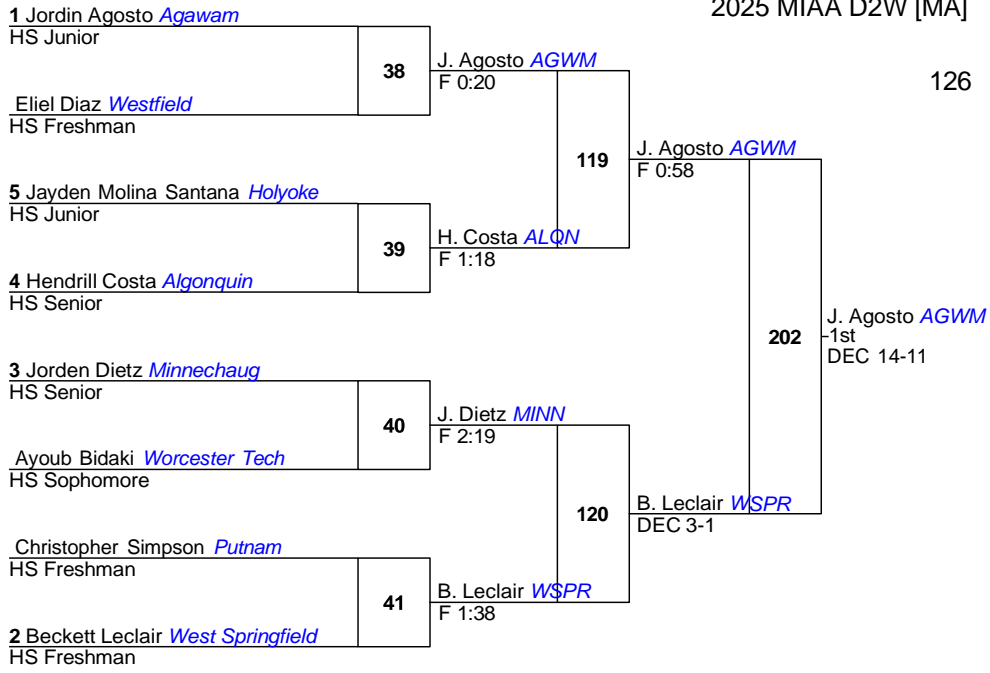 2025 MIAA D2W [MA]
126
1 Jordin Agosto Agawam
HS Junior
38
Eliel Diaz Westfield
HS Freshman
J. Agosto AGWM
F 0:20
119
5 Jayden Molina Santana Holyoke
HS Junior
39
4 Hendrill Costa Algonquin
HS Senior
H. Costa ALQN
F 1:18
J. Agosto AGWM
F 0:58
202
3 Jorden Dietz Minnechaug
HS Senior
40
Ayoub Bidaki Worcester Tech
HS Sophomore
J. Dietz MINN
F 2:19
120
Christopher Simpson Putnam
HS Freshman
41
2 Beckett Leclair West Springfield
HS Freshman
B. Leclair WSPR
F 1:38
B. Leclair WSPR
DEC 3-1
J. Agosto AGWM
1st
DEC 14-11